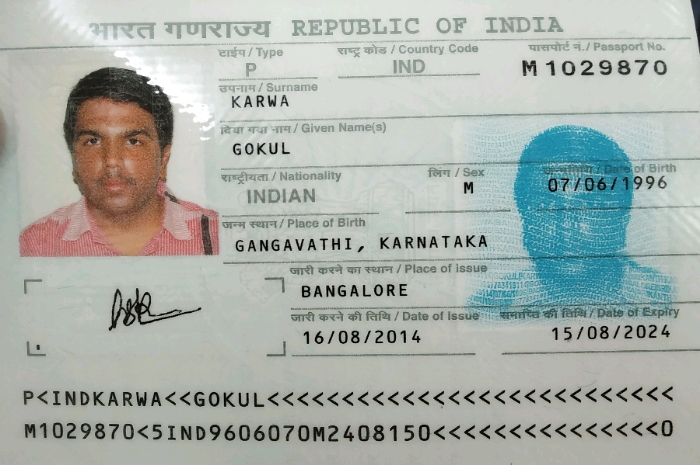 भारत गणराज्य REPUBLIC OF INDIA
टाईप / Type राष्ट्र कोड / Country Code पासपोर्ट नं. / Passport No.
P IND M1029870
उपनाम / Surname
KARWA
दिया गया नाम / Given Name(s)
GOKUL
राष्ट्रीयता / Nationality लिंग / Sex जन्मतिथि / Date of Birth
INDIAN M 07/06/1996
जन्म स्थान / Place of Birth
GANGAVATHI, KARNATAKA
जारी करने का स्थान / Place of Issue
BANGALORE
जारी करने की तिथि / Date of Issue समाप्ति की तिथि / Date of Expiry
16/08/2014 15/08/2024
P<INDKARWA<<GOKUL<<<<<<<<<<<<<<<<<<<<<<<<<<<
M1029870<5IND9606070M2408150<<<<<<<<<<<<<<<0